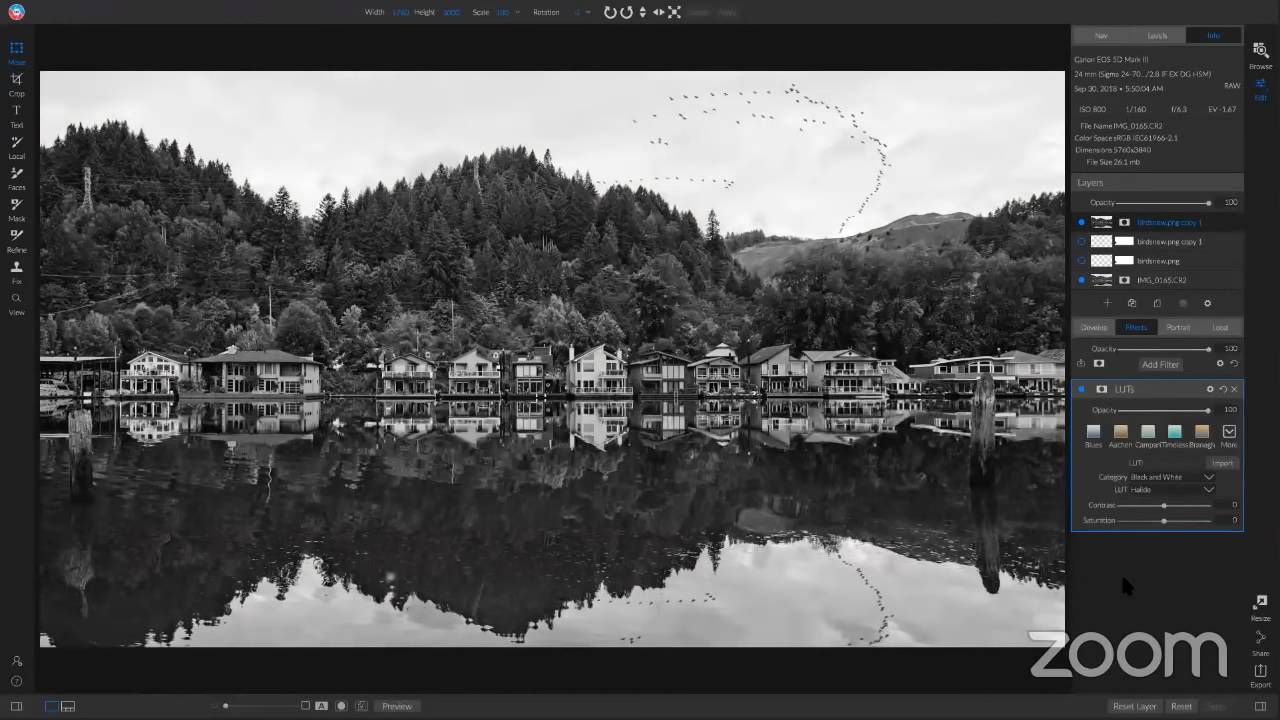 Width 5760 Height 3000 Scale 100 Rotation
Move
Crop
Text
Local
Faces
Mask
Refine
Fix
View
Nav Levels Info
Canon EOS 5D Mark III
24 mm (Sigma 24-70.../2.8 IF EX DG HSM)
Sep 30, 2018 • 5:50:04 AM RAW
ISO 800 1/160 f/6.3 EV -1.67
File Name IMG_0165.CR2
Color Space sRGB IEC61966-2.1
Dimensions 5760x3840
File Size 26.1 mb
Browse
Edit
Layers
Opacity 100
birdsnew.png copy 1
birdsnew.png copy 1
birdsnew.png
IMG_0165.CR2
Develop Effects Portrait Local
Opacity 100
Add Filter
LUTs
Opacity 100
Blues Aachen Campari Timeless Branagh More
LUT: Import
Category Black and White
LUT Halide
Contrast 0
Saturation 0
zoom
Resize
Share
Export
A Preview
Reset Layer Reset